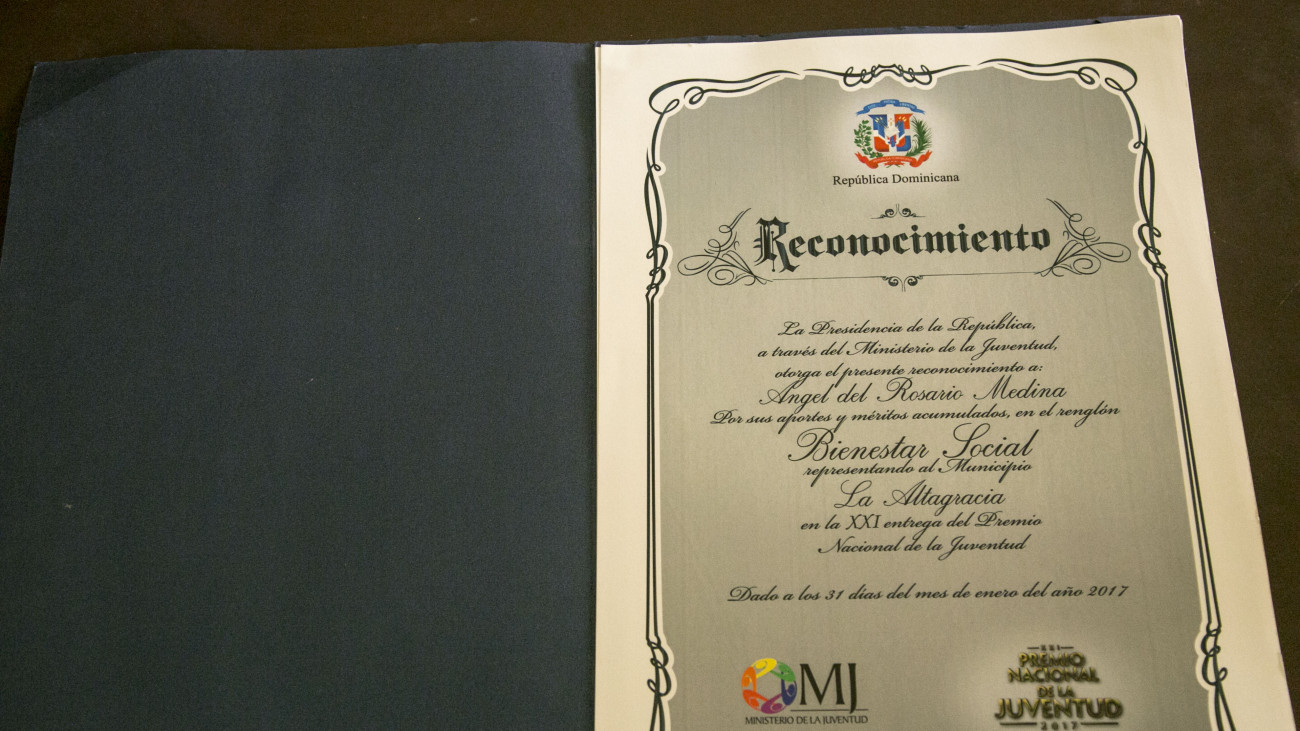 República Dominicana
Reconocimiento
La Presidencia de la República,
a través del Ministerio de la Juventud,
otorga el presente reconocimiento a:
Angel del Rosario Medina
Por sus aportes y méritos acumulados, en el renglón
Bienestar Social
representando al Municipio
La Altagracia
en la XXI entrega del Premio
Nacional de la Juventud
Dado a los 31 días del mes de enero del año 2017
MJ
MINISTERIO DE LA JUVENTUD
XXI
PREMIO
NACIONAL
DE LA
JUVENTUD
2017